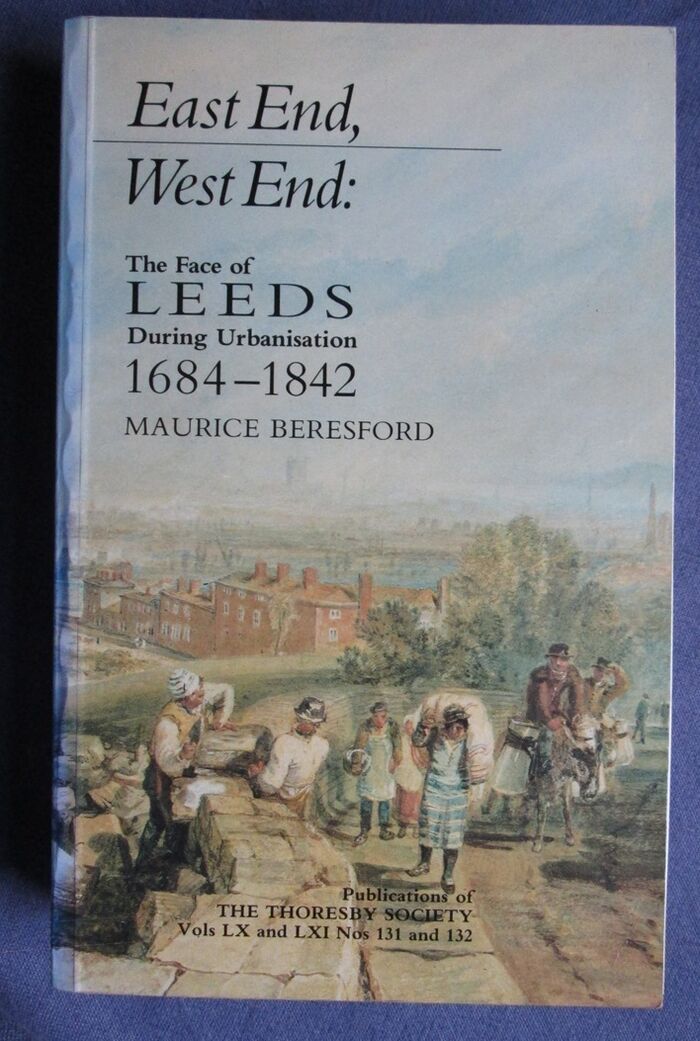 East End,
West End:
The Face of
LEEDS
During Urbanisation
1684–1842
MAURICE BERESFORD
Publications of
THE THORESBY SOCIETY
Vols LX and LXI Nos 131 and 132